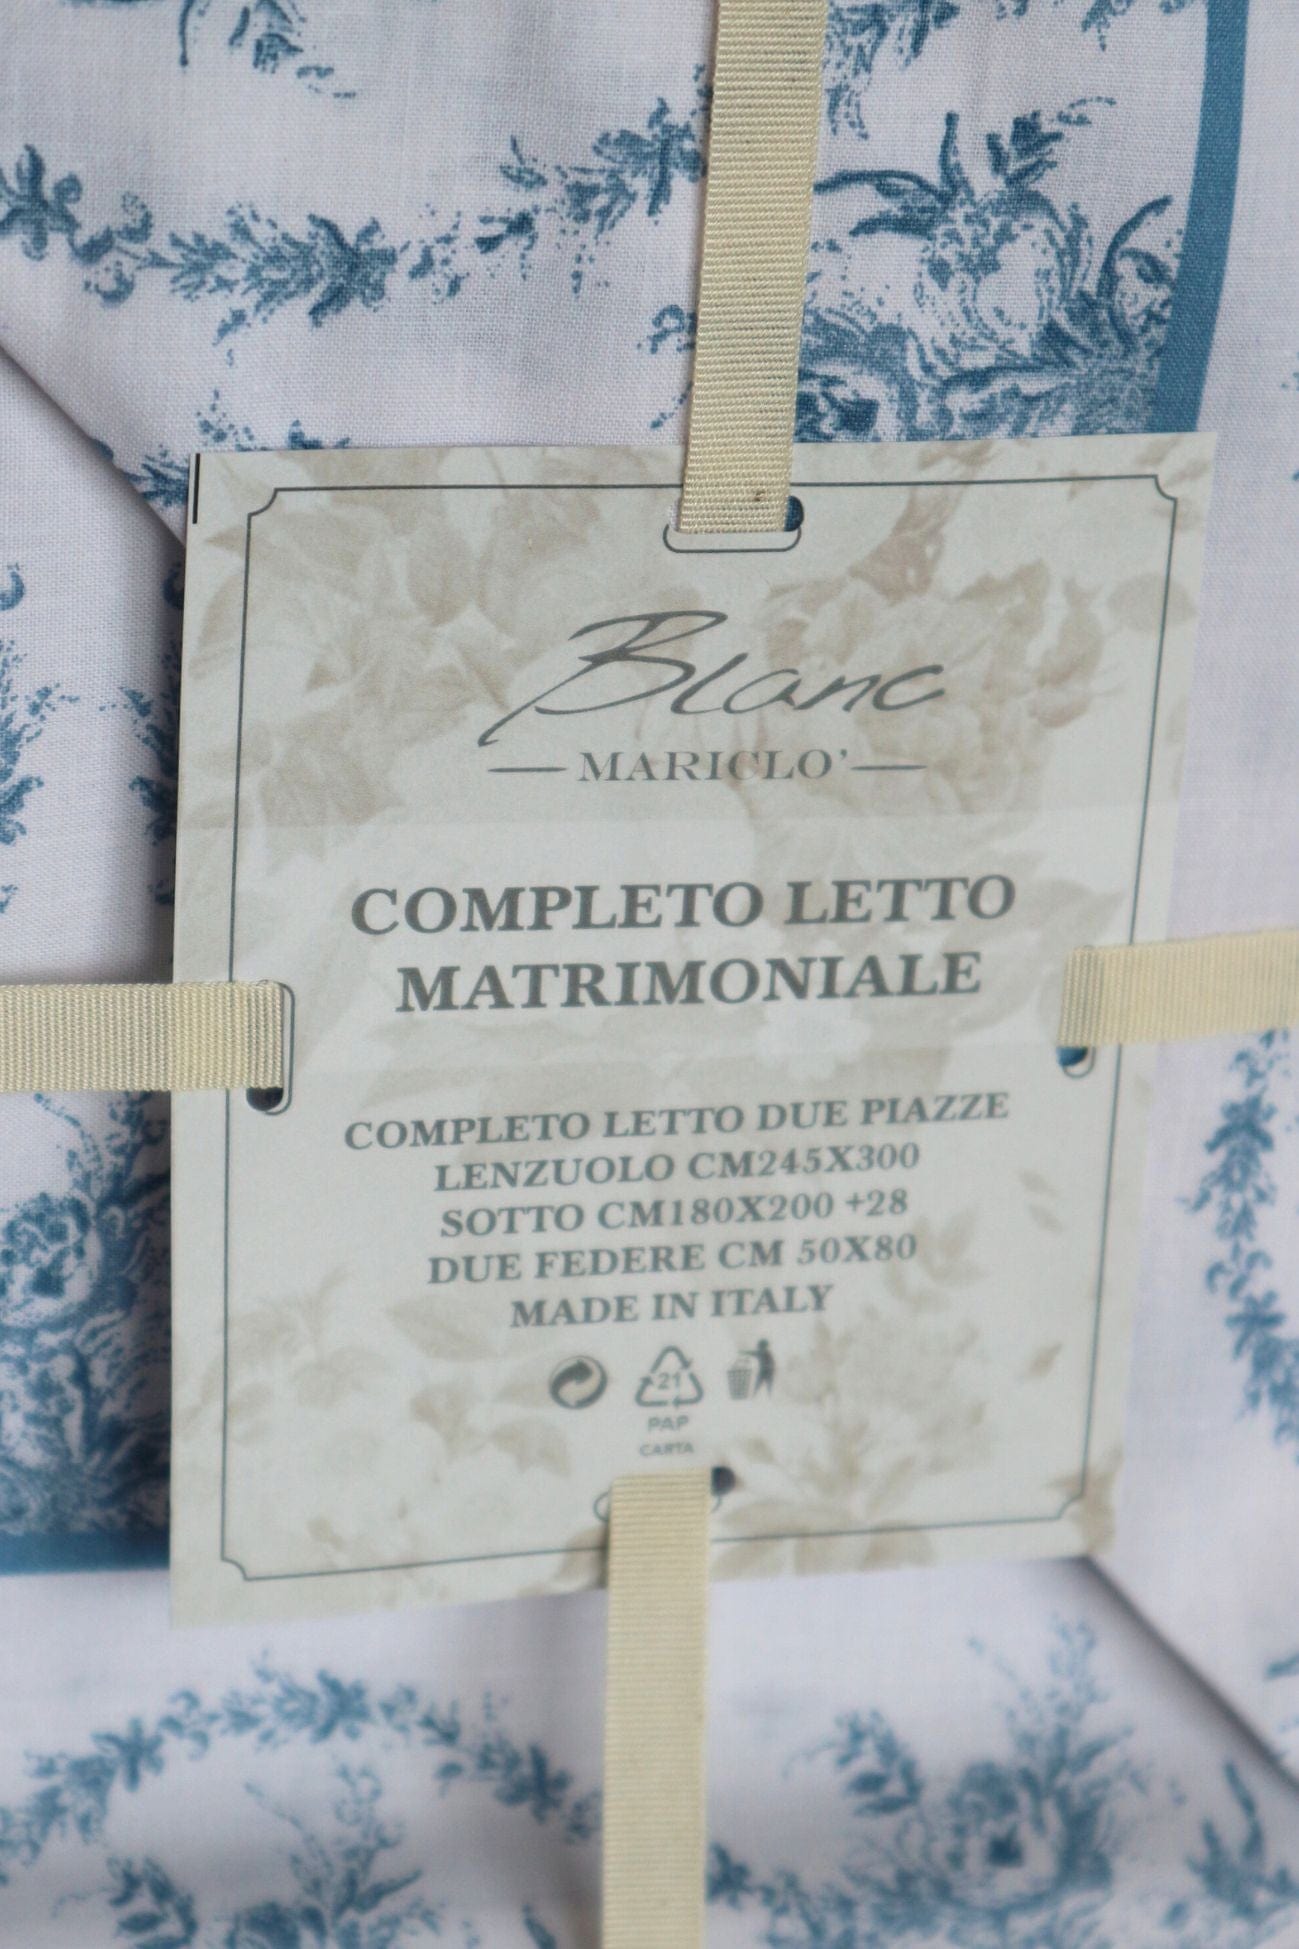 Blanc
MARICLO'
COMPLETO LETTO
MATRIMONIALE
COMPLETO LETTO DUE PIAZZE
LENZUOLO CM245X300
SOTTO CM180X200 +28
DUE FEDERE CM 50X80
MADE IN ITALY
21
PAP
CARTA